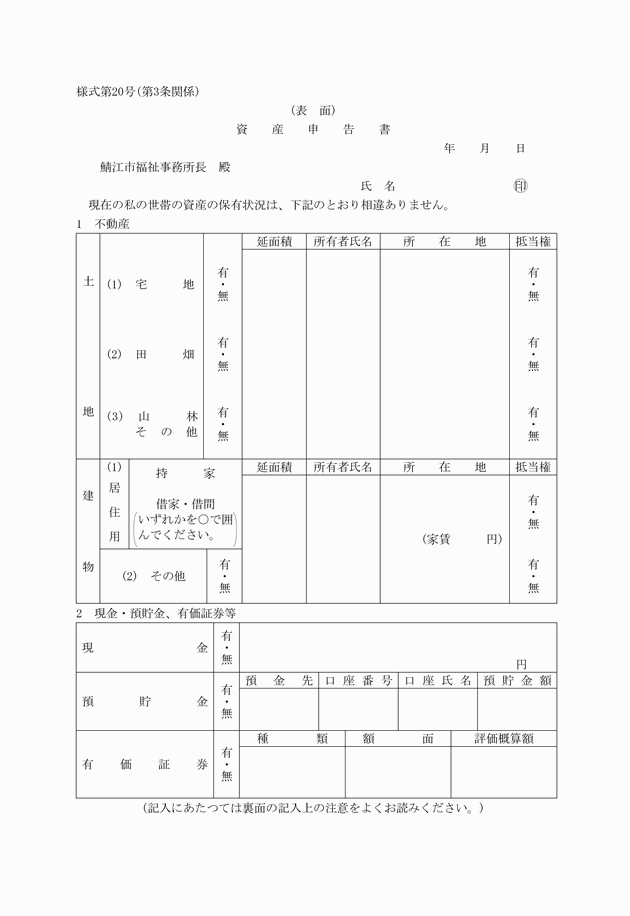 様式第20号(第3条関係)
(表　面)
資　産　申　告　書
年　月　日
鯖江市福祉事務所長　殿
氏　名　㊞
現在の私の世帯の資産の保有状況は、下記のとおり相違ありません。
1　不動産
土地
延面積　所有者氏名　所在地　抵当権
(1)　宅地　有・無　有・無
(2)　田畑　有・無　有・無
(3)　山林
その他　有・無　有・無
建物
延面積　所有者氏名　所在地　抵当権
(1)　居住用
持家
借家・借間
(いずれかを○で囲
んでください。)
有・無
(家賃　円)
(2)　その他　有・無　有・無
2　現金・預貯金、有価証券等
現金　有・無　円
預貯金　有・無
預金先　口座番号　口座氏名　預貯金額
有価証券　有・無
種類　額面　評価概算額
(記入にあたつては裏面の記入上の注意をよくお読みください。)